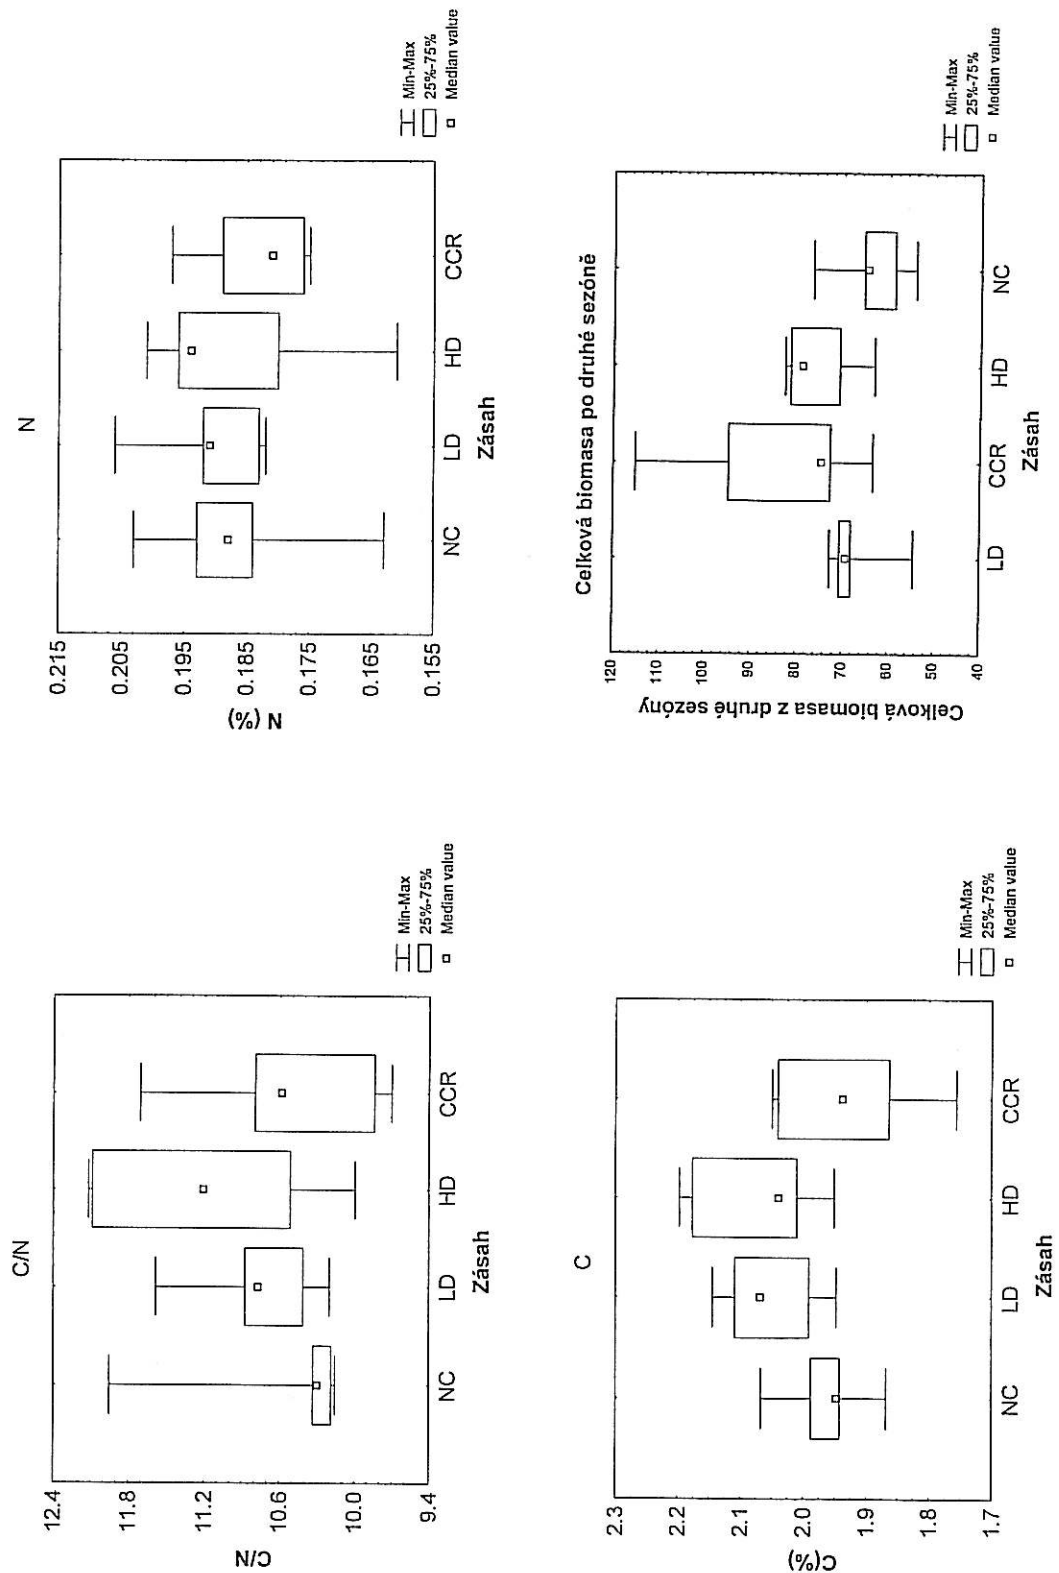 C/N
C/N
12.4
11.8
11.2
10.6
10.0
9.4
NC LD HD CCR
Zásah
Min-Max
25%-75%
Median value
N
N (%)
0.215
0.205
0.195
0.185
0.175
0.165
0.155
NC LD HD CCR
Zásah
Min-Max
25%-75%
Median value
C
C(%)
2.3
2.2
2.1
2.0
1.9
1.8
1.7
NC LD HD CCR
Zásah
Min-Max
25%-75%
Median value
Celková biomasa po druhé sezóně
Celková biomasa z druhé sezóny
120
110
100
90
80
70
60
50
40
LD CCR HD NC
Zásah
Min-Max
25%-75%
Median value